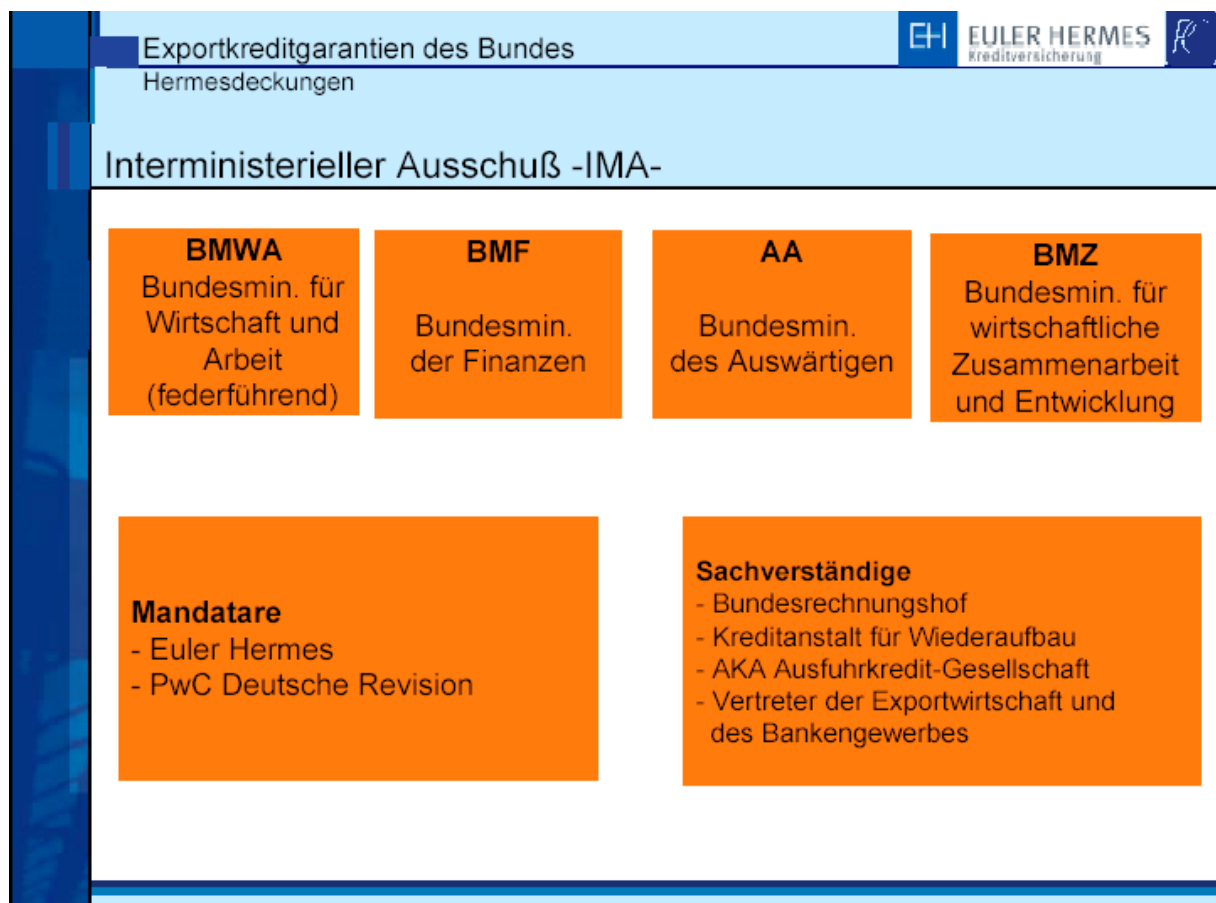 Exportkreditgarantien des Bundes
Hermesdeckungen
EH EULER HERMES
Kreditversicherung
Interministerieller Ausschuß -IMA-
BMWA
Bundesmin. für
Wirtschaft und
Arbeit
(federführend)
BMF
Bundesmin.
der Finanzen
AA
Bundesmin.
des Auswärtigen
BMZ
Bundesmin. für
wirtschaftliche
Zusammenarbeit
und Entwicklung
Mandatare
- Euler Hermes
- PwC Deutsche Revision
Sachverständige
- Bundesrechnungshof
- Kreditanstalt für Wiederaufbau
- AKA Ausfuhrkredit-Gesellschaft
- Vertreter der Exportwirtschaft und
des Bankengewerbes